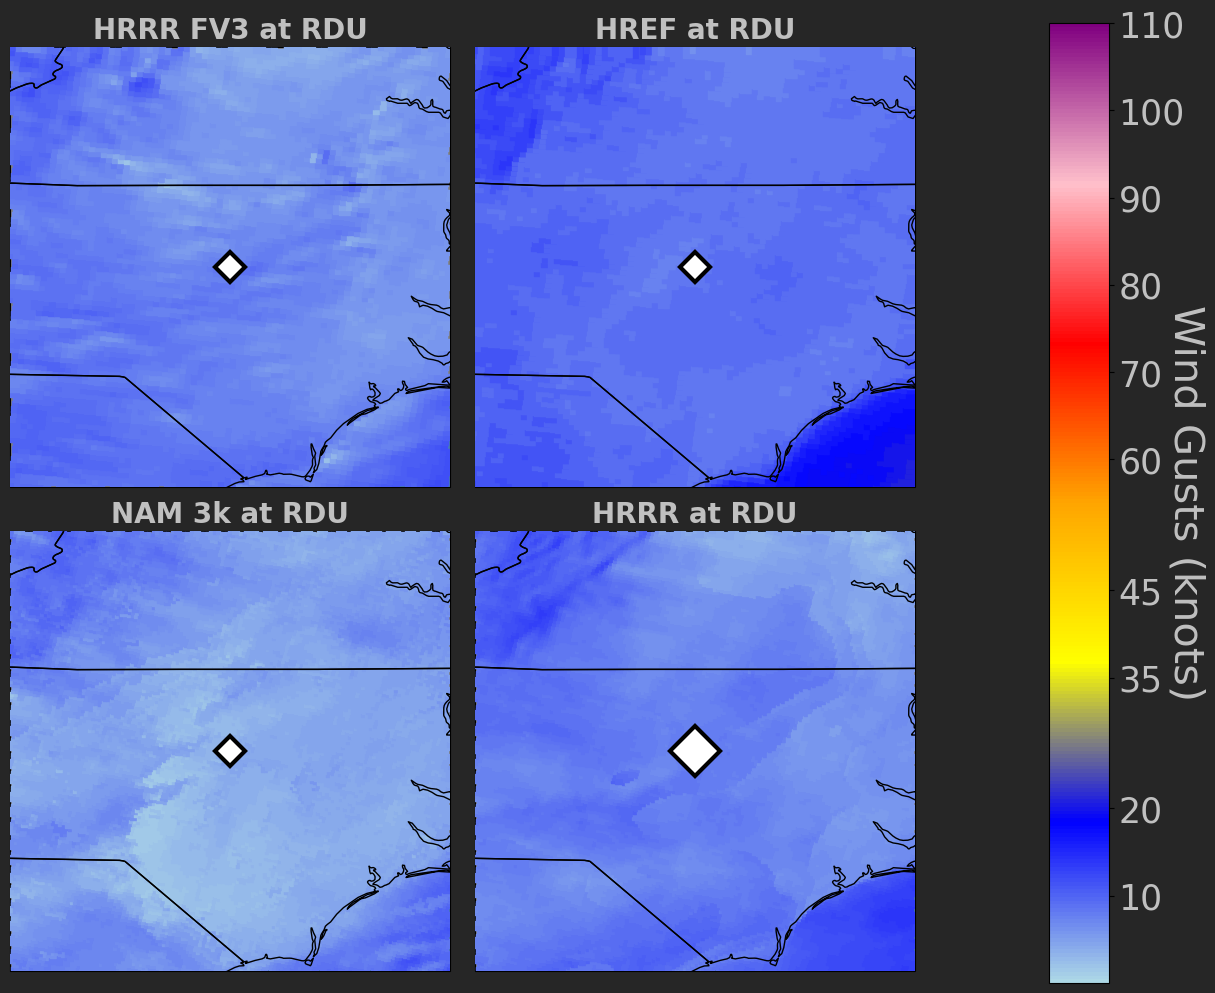 HRRR FV3 at RDU
HREF at RDU
NAM 3k at RDU
HRRR at RDU
110
100
90
80
70
60
45
35
20
10
Wind Gusts (knots)